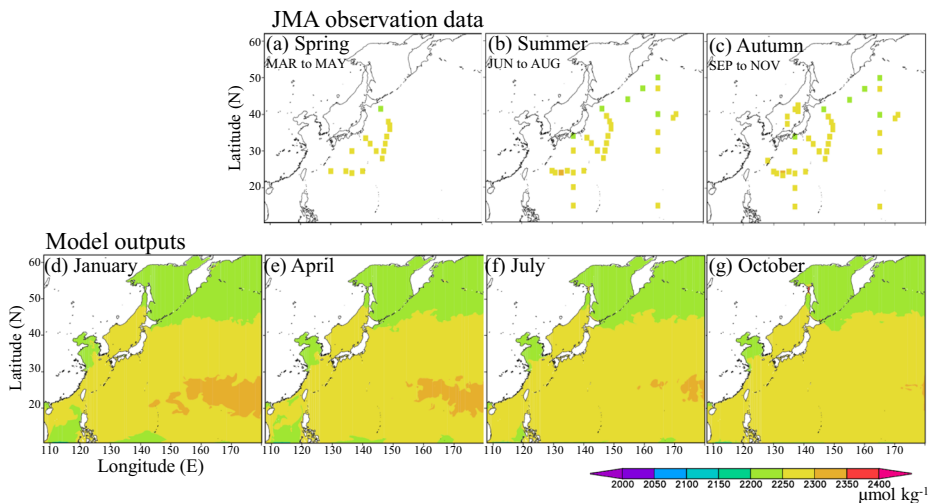 JMA observation data
(a) Spring
MAR to MAY
(b) Summer
JUN to AUG
(c) Autumn
SEP to NOV
Latitude (N)
60
40
30
20
Model outputs
(d) January
(e) April
(f) July
(g) October
Latitude (N)
60
50
40
30
20
110 120 130 140 150 160 170
110 120 130 140 150 160 170
110 120 130 140 150 160 170
110 120 130 140 150 160 170
Longitude (E)
2000 2050 2100 2150 2200 2250 2300 2350 2400
μmol kg⁻¹